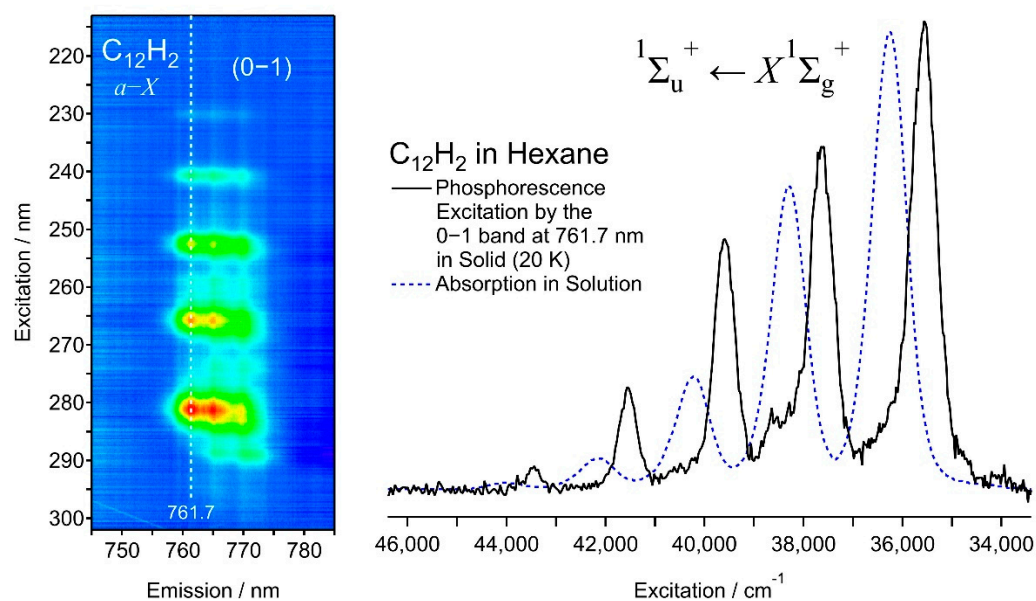 C₁₂H₂
(0−1)
a−X
761.7
220
230
240
250
260
270
280
290
300
Excitation / nm
750
760
770
780
Emission / nm
¹Σᵤ⁺ ← X¹Σg⁺
C₁₂H₂ in Hexane
Phosphorescence
Excitation by the
0−1 band at 761.7 nm
in Solid (20 K)
Absorption in Solution
46,000
44,000
42,000
40,000
38,000
36,000
34,000
Excitation / cm⁻¹